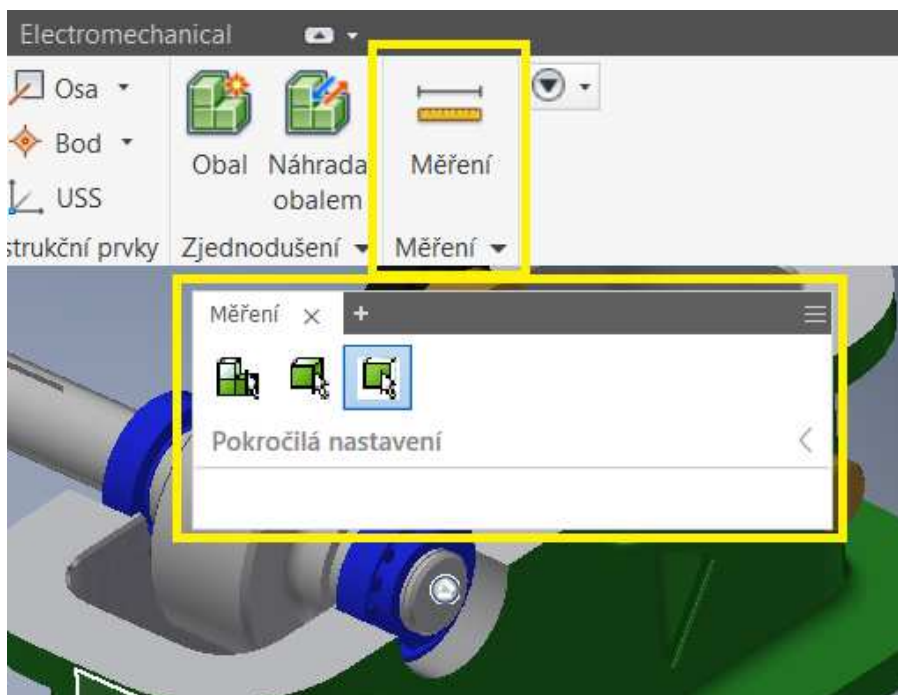 Electromechanical
Osa
Bod
USS
Obal
Náhrada
obalem
Měření
strukční prvky
Zjednodušení
Měření
Měření
Pokročilá nastavení